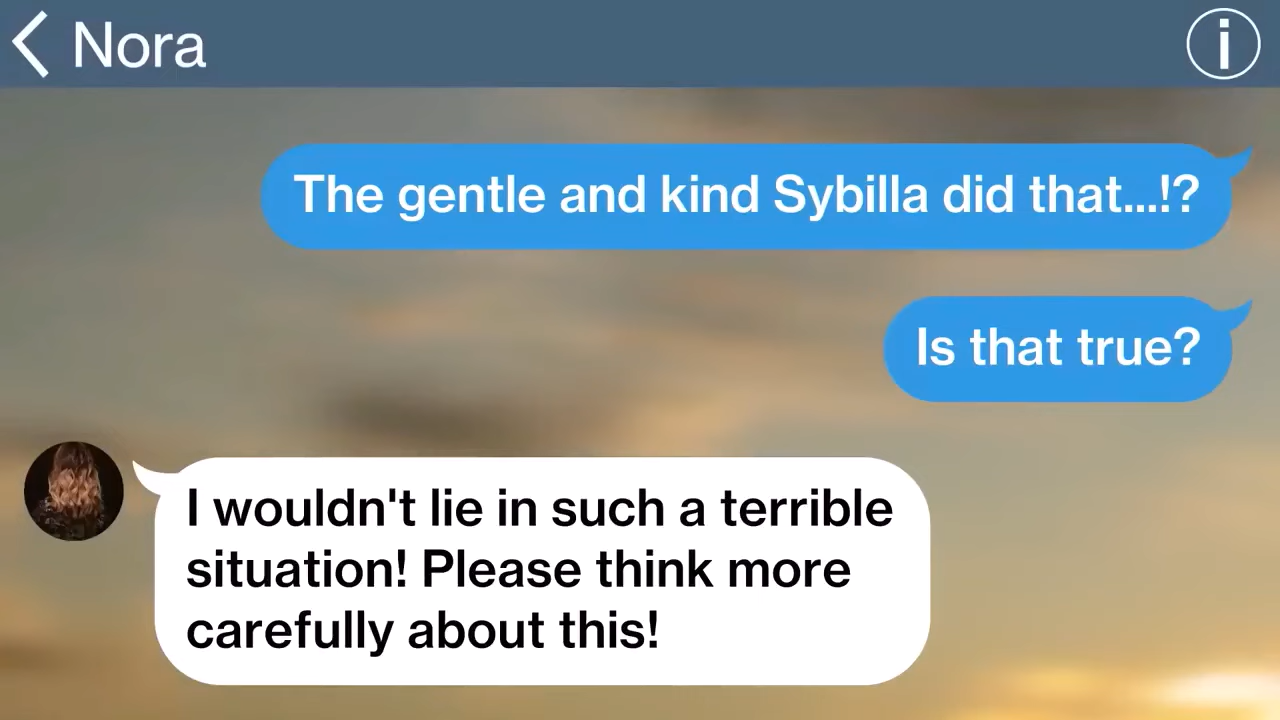 Nora
The gentle and kind Sybilla did that...!?
Is that true?
I wouldn't lie in such a terrible
situation! Please think more
carefully about this!